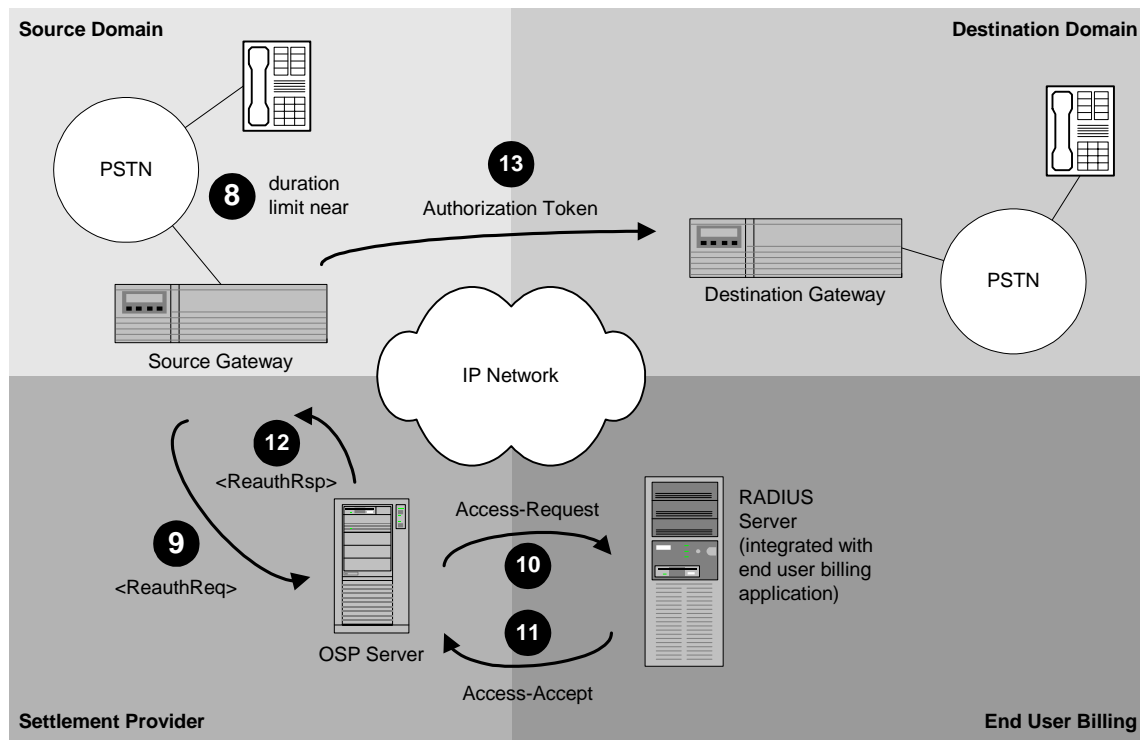 Source Domain
Destination Domain
PSTN
8
duration
limit near
13
Authorization Token
Source Gateway
Destination Gateway
PSTN
IP Network
12
<ReauthRsp>
9
<ReauthReq>
OSP Server
Access-Request
10
11
Access-Accept
RADIUS
Server
(integrated with
end user billing
application)
Settlement Provider
End User Billing